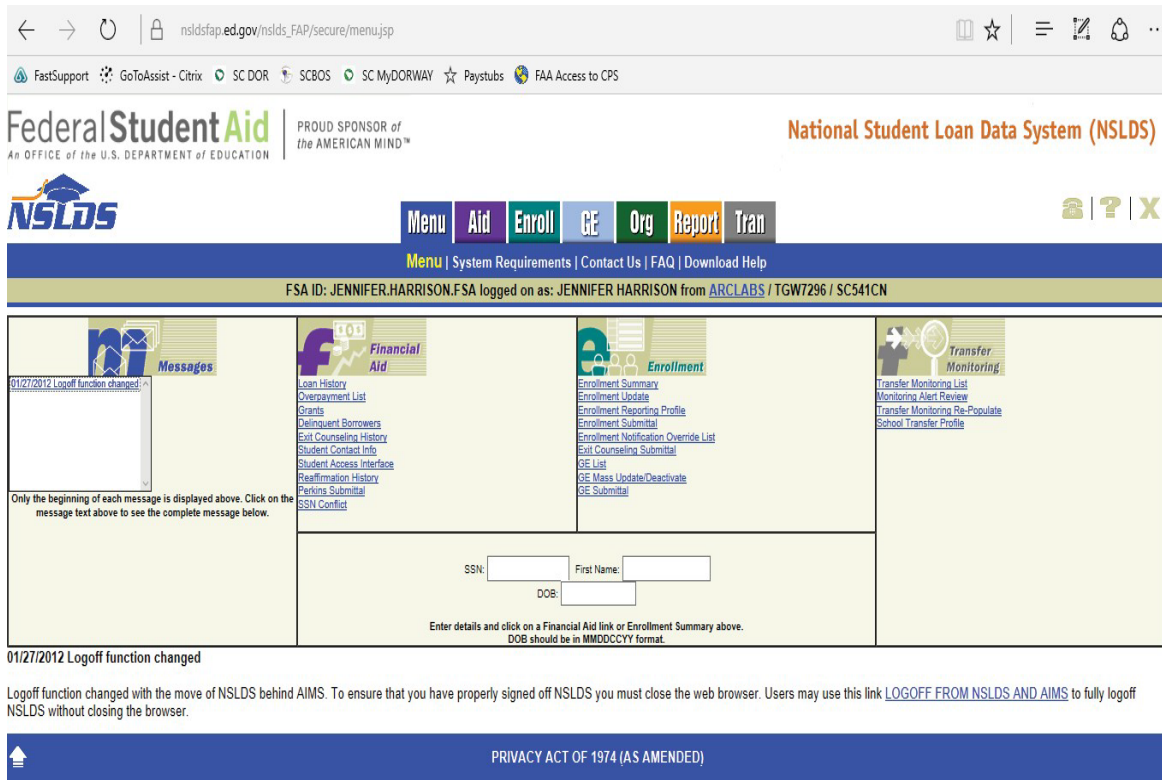 nsldsfap.ed.gov/nslds_FAP/secure/menu.jsp
FastSupport GoToAssist - Citrix SC DOR SCBOS SC MyDORWAY Paystubs FAA Access to CPS
Federal Student Aid
An OFFICE of the U.S. DEPARTMENT of EDUCATION
PROUD SPONSOR of
the AMERICAN MIND™
National Student Loan Data System (NSLDS)
NSLDS
Menu Aid Enroll GE Org Report Tran
? | X
Menu | System Requirements | Contact Us | FAQ | Download Help
FSA ID: JENNIFER.HARRISON.FSA logged on as: JENNIFER HARRISON from ARCLABS / TGW7296 / SC541CN
Messages
01/27/2012 Logoff function changed
Only the beginning of each message is displayed above. Click on the
message text above to see the complete message below.
Financial
Aid
Loan History
Overpayment List
Grants
Delinquent Borrowers
Exit Counseling History
Student Contact Info
Student Access Interface
Reaffirmation History
Perkins Submittal
SSN Conflict
Enrollment
Enrollment Summary
Enrollment Update
Enrollment Reporting Profile
Enrollment Submittal
Enrollment Notification Override List
Exit Counseling Submittal
GE List
GE Mass Update/Deactivate
GE Submittal
Transfer
Monitoring
Transfer Monitoring List
Monitoring Alert Review
Transfer Monitoring Re-Populate
School Transfer Profile
SSN: First Name:
DOB:
Enter details and click on a Financial Aid link or Enrollment Summary above.
DOB should be in MMDDCCYY format.
01/27/2012 Logoff function changed
Logoff function changed with the move of NSLDS behind AIMS. To ensure that you have properly signed off NSLDS you must close the web browser. Users may use this link LOGOFF FROM NSLDS AND AIMS to fully logoff
NSLDS without closing the browser.
PRIVACY ACT OF 1974 (AS AMENDED)